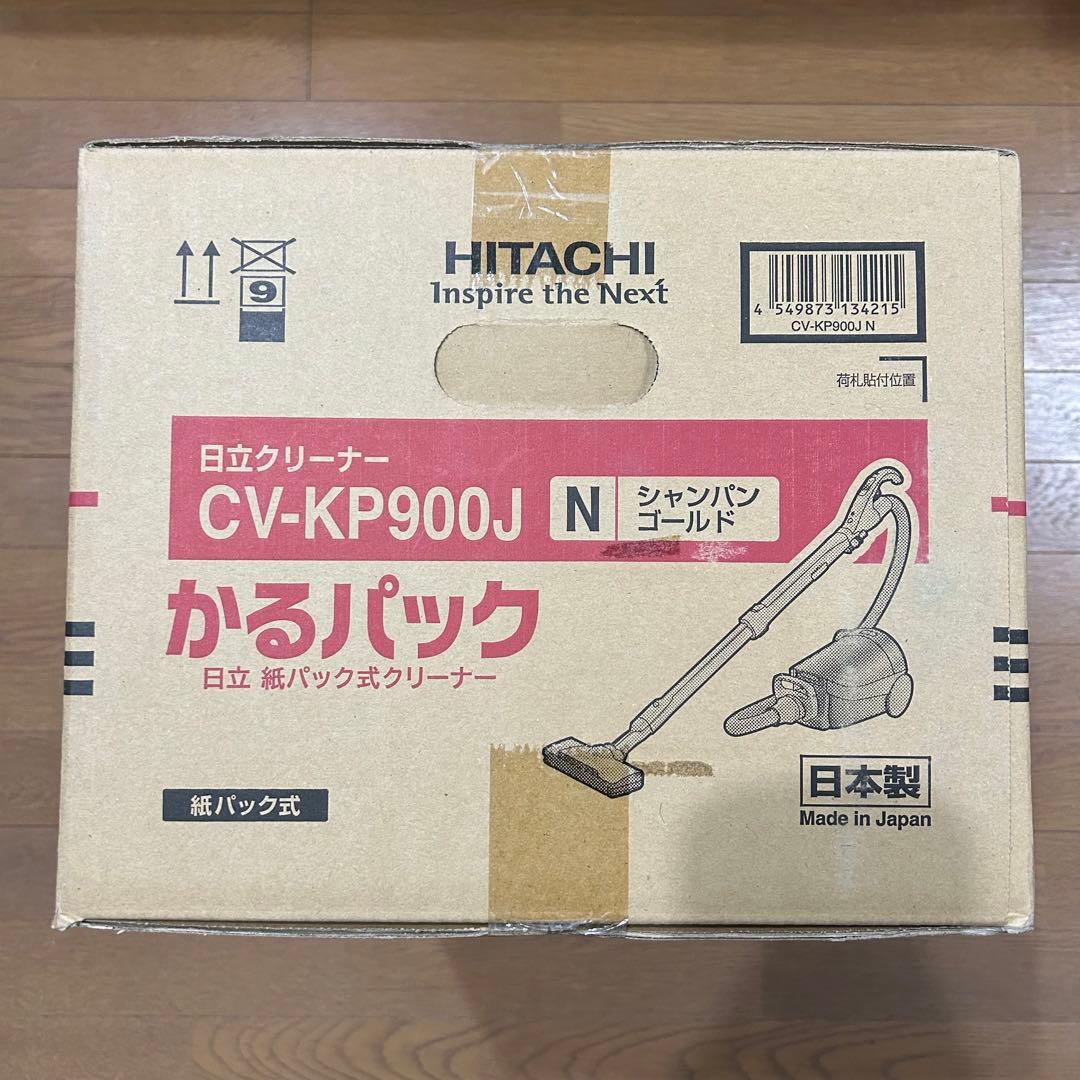 HITACHI
Inspire the Next
9
4 549873 134215
CV-KP900J N
荷札貼付位置
日立クリーナー
CV-KP900J N シャンパン
ゴールド
かるパック
日立 紙パック式クリーナー
紙パック式
日本製
Made in Japan